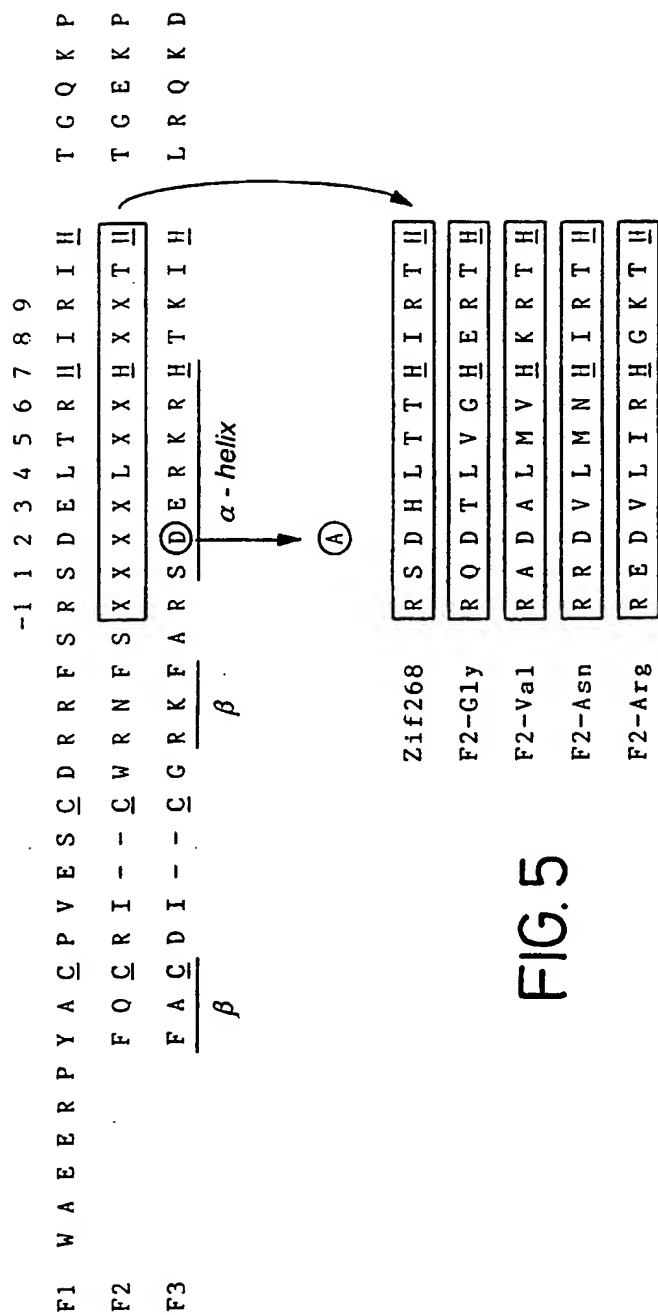 -1 1 2 3 4 5 6 7 8 9
F1 W A E E R P Y A C P V E S C D R R F S R S D E L T R H I R I H T G Q K P
F2 F Q C R I - - C W R N F S X X X X L X X H X X T H T G E K P
F3 F A C D I - - C G R K F A R S D E R K R H T K I H L R Q K D
β β α - helix
A
Zif268 R S D H L T T H I R T H
F2-Gly R Q D T L V G H E R T H
F2-Val R A D A L M V H K R T H
F2-Asn R R D V L M N H I R T H
F2-Arg R E D V L I R H G K T H
FIG. 5